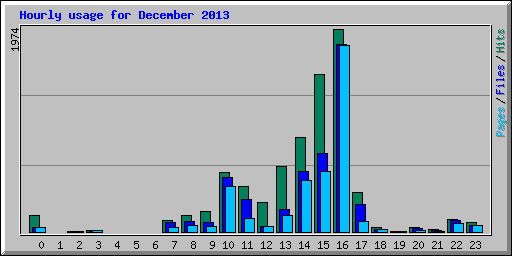 Hourly usage for December 2013
1974
Pages / Files / Hits
0 1 2 3 4 5 6 7 8 9 10 11 12 13 14 15 16 17 18 19 20 21 22 23